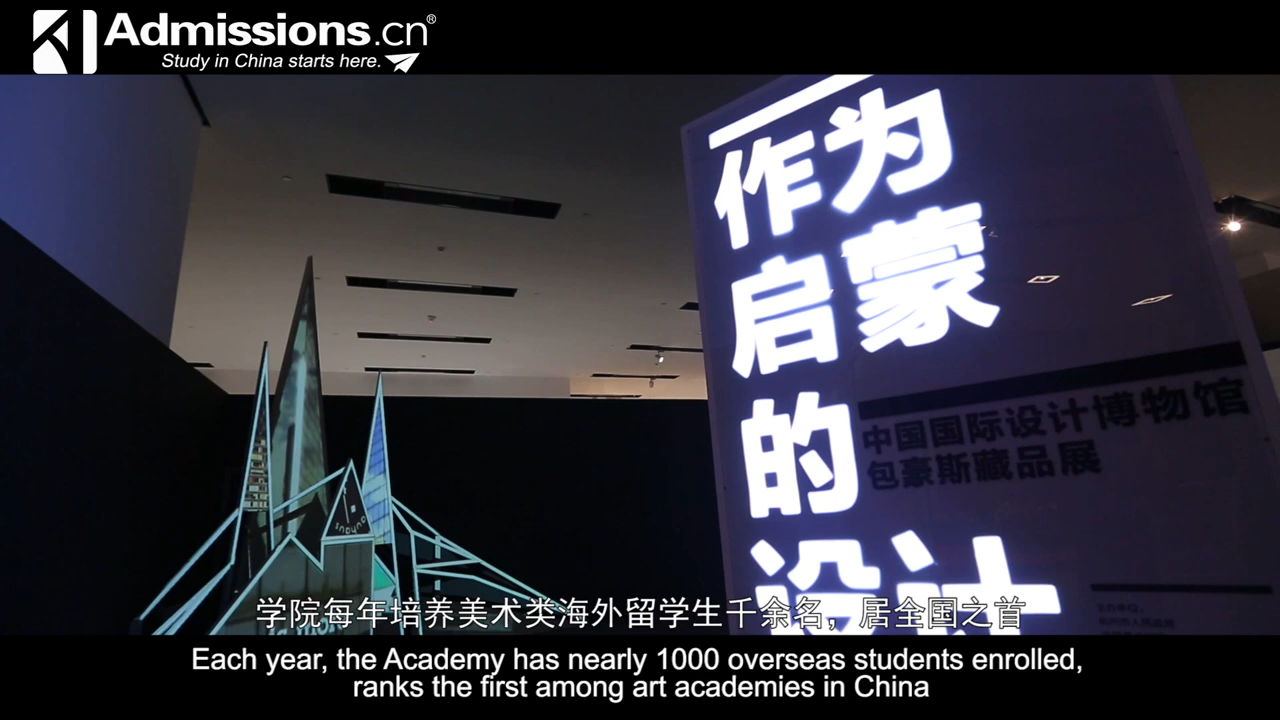 Admissions.cn®
Study in China starts here.
作为
启蒙
的
设计
中国国际设计博物馆
包豪斯藏品展
学院每年培养美术类海外留学生千余名，居全国之首
Each year, the Academy has nearly 1000 overseas students enrolled,
ranks the first among art academies in China